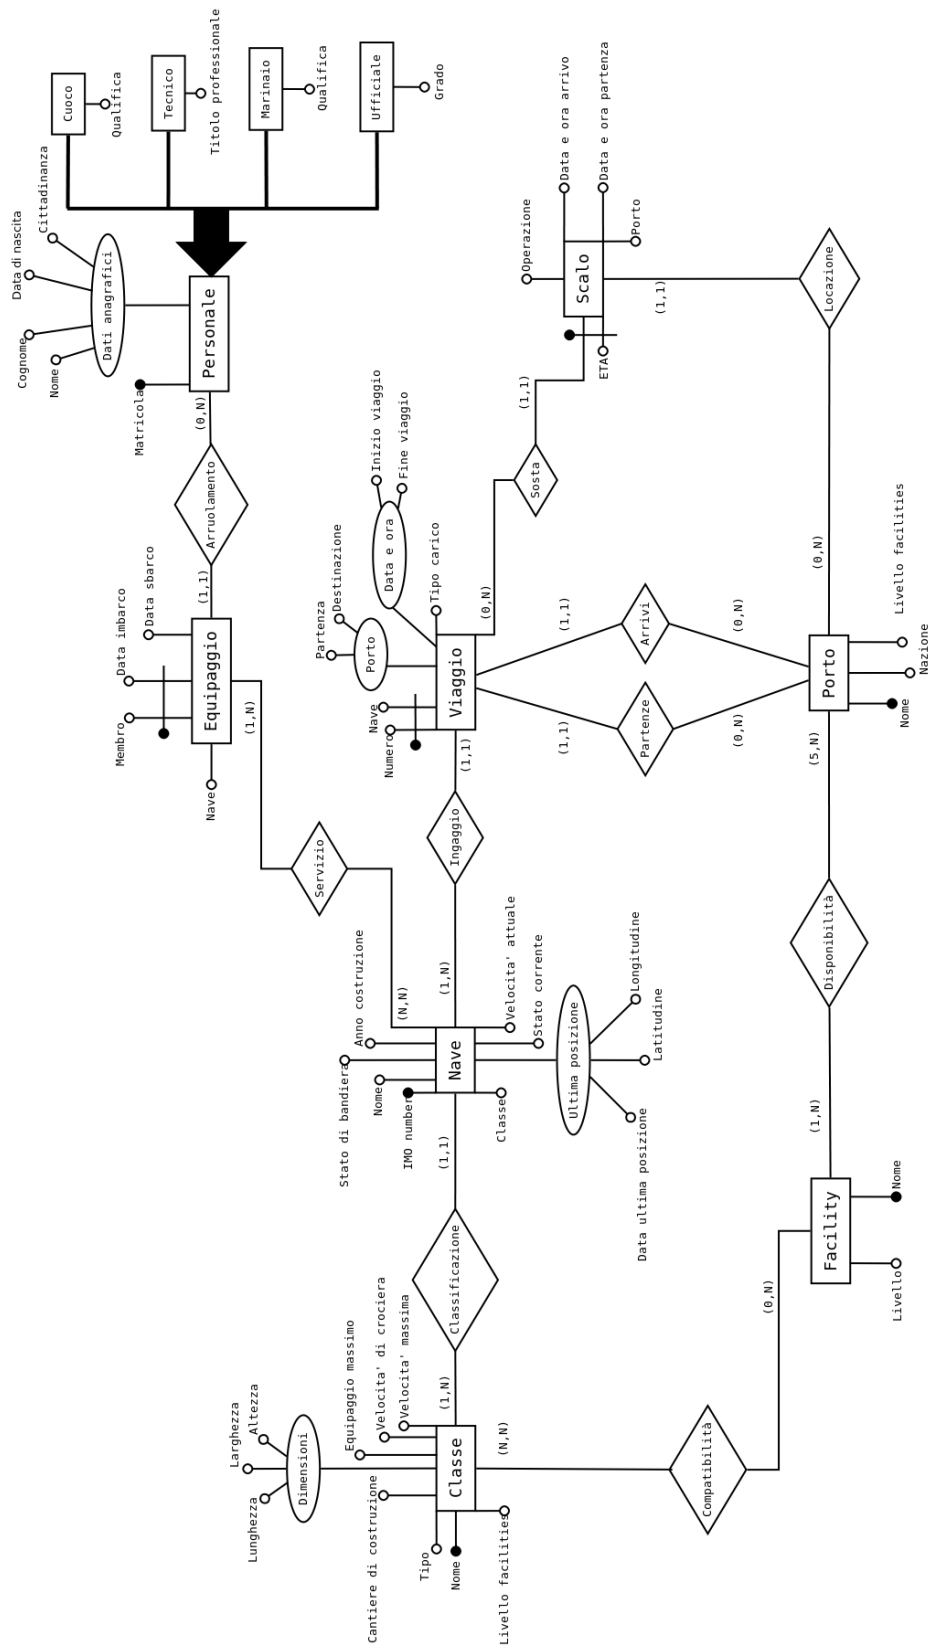 Cuoco
Qualifica
Tecnico
Titolo professionale
Marinaio
Qualifica
Ufficiale
Grado
Personale
Dati anagrafici
Nome
Cognome
Data di nascita
Cittadinanza
Matricola
(0,N)
Arruolamento
(1,1)
Equipaggio
Nave
Membro
Data imbarco
Data sbarco
(1,N)
Servizio
(N,N)
Scalo
Operazione
Data e ora arrivo
Data e ora partenza
Porto
ETA
(1,1)
Sosta
(0,N)
(1,1)
Locazione
(0,N)
Viaggio
Numero
Nave
Porto
Partenza
Destinazione
Data e ora
Inizio viaggio
Fine viaggio
Tipo carico
(1,1)
Ingaggio
(1,N)
(1,1)
Arrivi
(0,N)
(1,1)
Partenze
(0,N)
Porto
Nome
Nazione
Livello facilities
(5,N)
Disponibilità
(1,N)
Nave
IMO number
Nome
Stato di bandiera
Anno costruzione
Velocita' attuale
Stato corrente
Ultima posizione
Data ultima posizione
Latitudine
Longitudine
Classe
(1,1)
Classificazione
(1,N)
Facility
Livello
Nome
(0,N)
Compatibilità
(N,N)
Classe
Dimensioni
Lunghezza
Larghezza
Altezza
Cantiere di costruzione
Equipaggio massimo
Velocita' di crociera
Velocita' massima
Tipo
Nome
Livello facilities